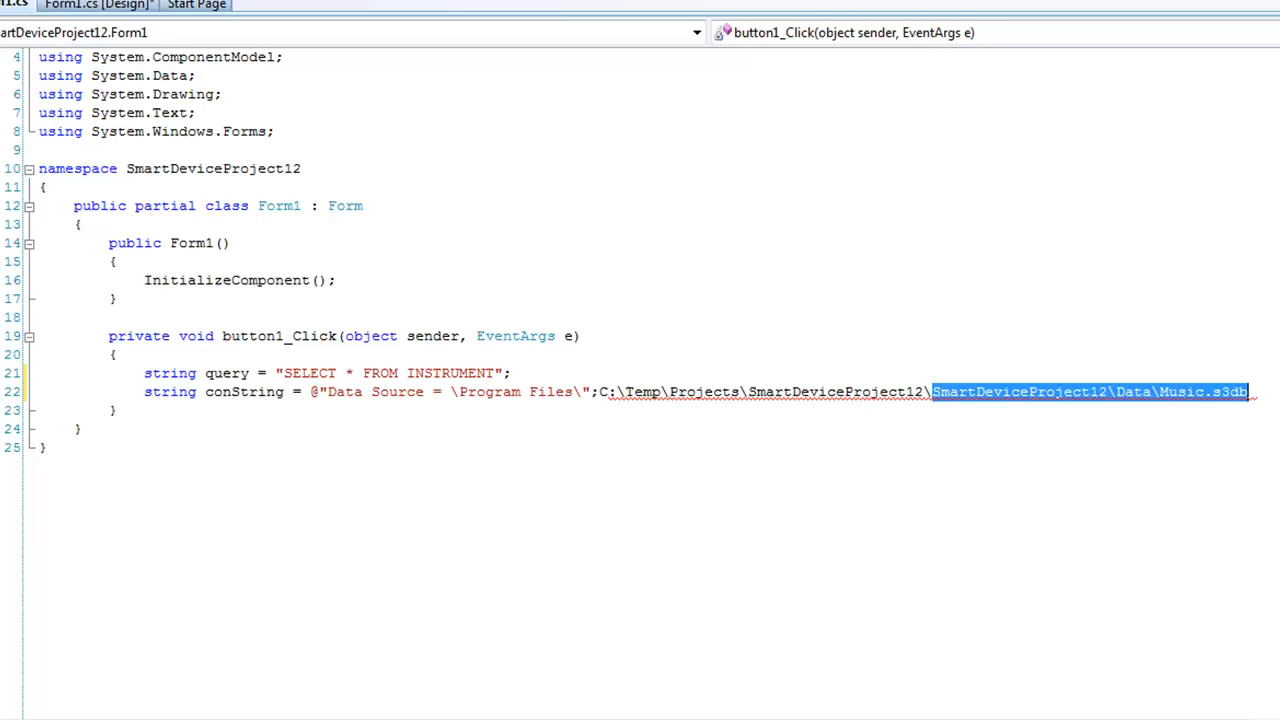 m1.cs Form1.cs [Design]* Start Page
artDeviceProject12.Form1 button1_Click(object sender, EventArgs e)
4 using System.ComponentModel;
5 using System.Data;
6 using System.Drawing;
7 using System.Text;
8 using System.Windows.Forms;
9
10 namespace SmartDeviceProject12
11 {
12 public partial class Form1 : Form
13 {
14 public Form1()
15 {
16 InitializeComponent();
17 }
18
19 private void button1_Click(object sender, EventArgs e)
20 {
21 string query = "SELECT * FROM INSTRUMENT";
22 string conString = @"Data Source = \Program Files\";C:\Temp\Projects\SmartDeviceProject12\SmartDeviceProject12\Data\Music.s3db
23 }
24 }
25 }